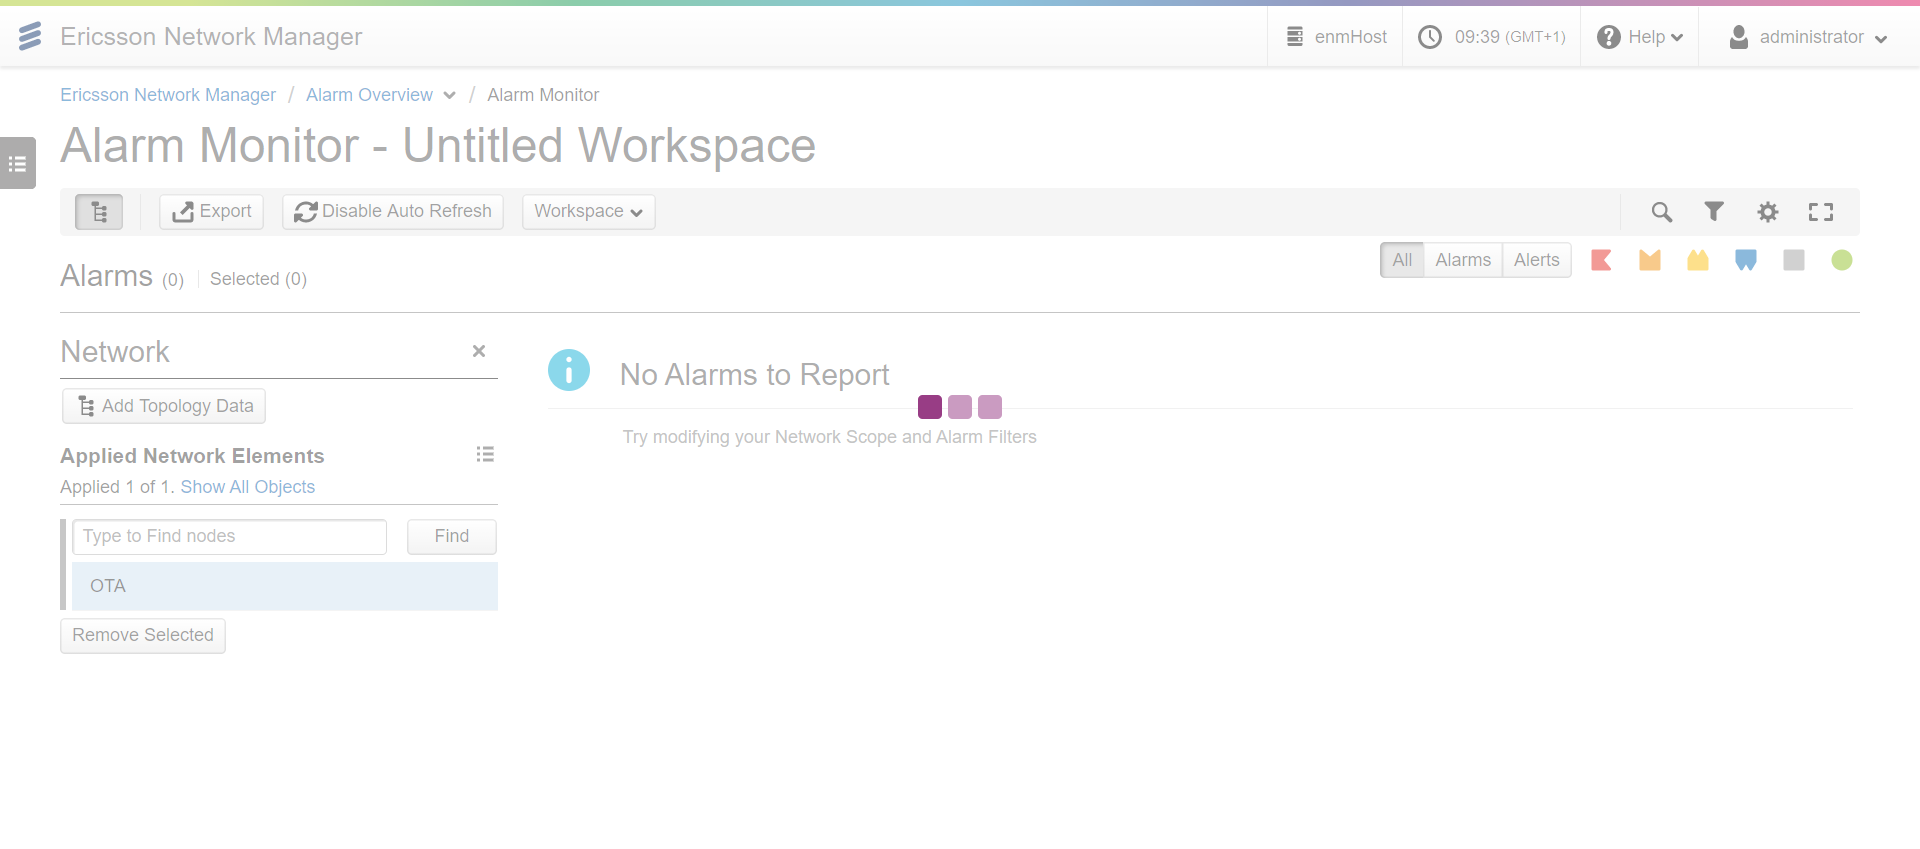 Ericsson Network Manager
enmHost
09:39 (GMT+1)
Help
administrator
Ericsson Network Manager / Alarm Overview / Alarm Monitor
Alarm Monitor - Untitled Workspace
Export
Disable Auto Refresh
Workspace
Alarms (0)
Selected (0)
All
Alarms
Alerts
Network
Add Topology Data
Applied Network Elements
Applied 1 of 1. Show All Objects
Type to Find nodes
Find
OTA
Remove Selected
No Alarms to Report
Try modifying your Network Scope and Alarm Filters